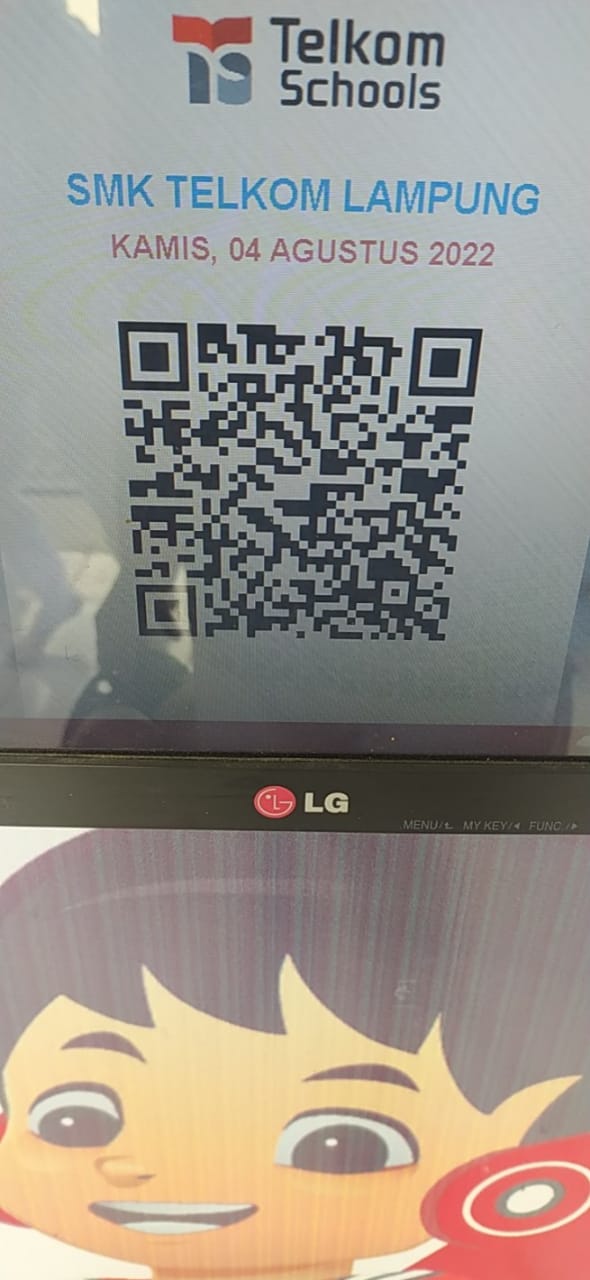 Telkom
Schools
SMK TELKOM LAMPUNG
KAMIS, 04 AGUSTUS 2022
LG
MENU/ MY KEY/ FUNC./